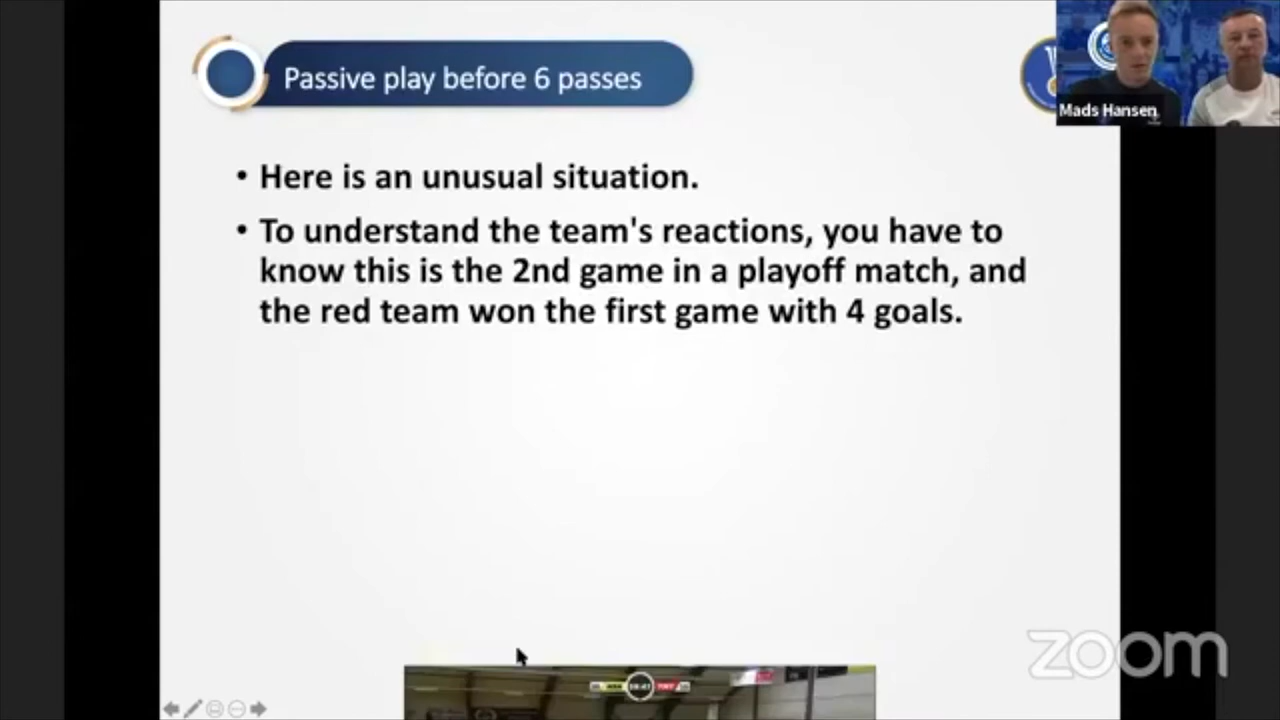 Passive play before 6 passes
Mads Hansen
• Here is an unusual situation.
• To understand the team's reactions, you have to
know this is the 2nd game in a playoff match, and
the red team won the first game with 4 goals.
zoom